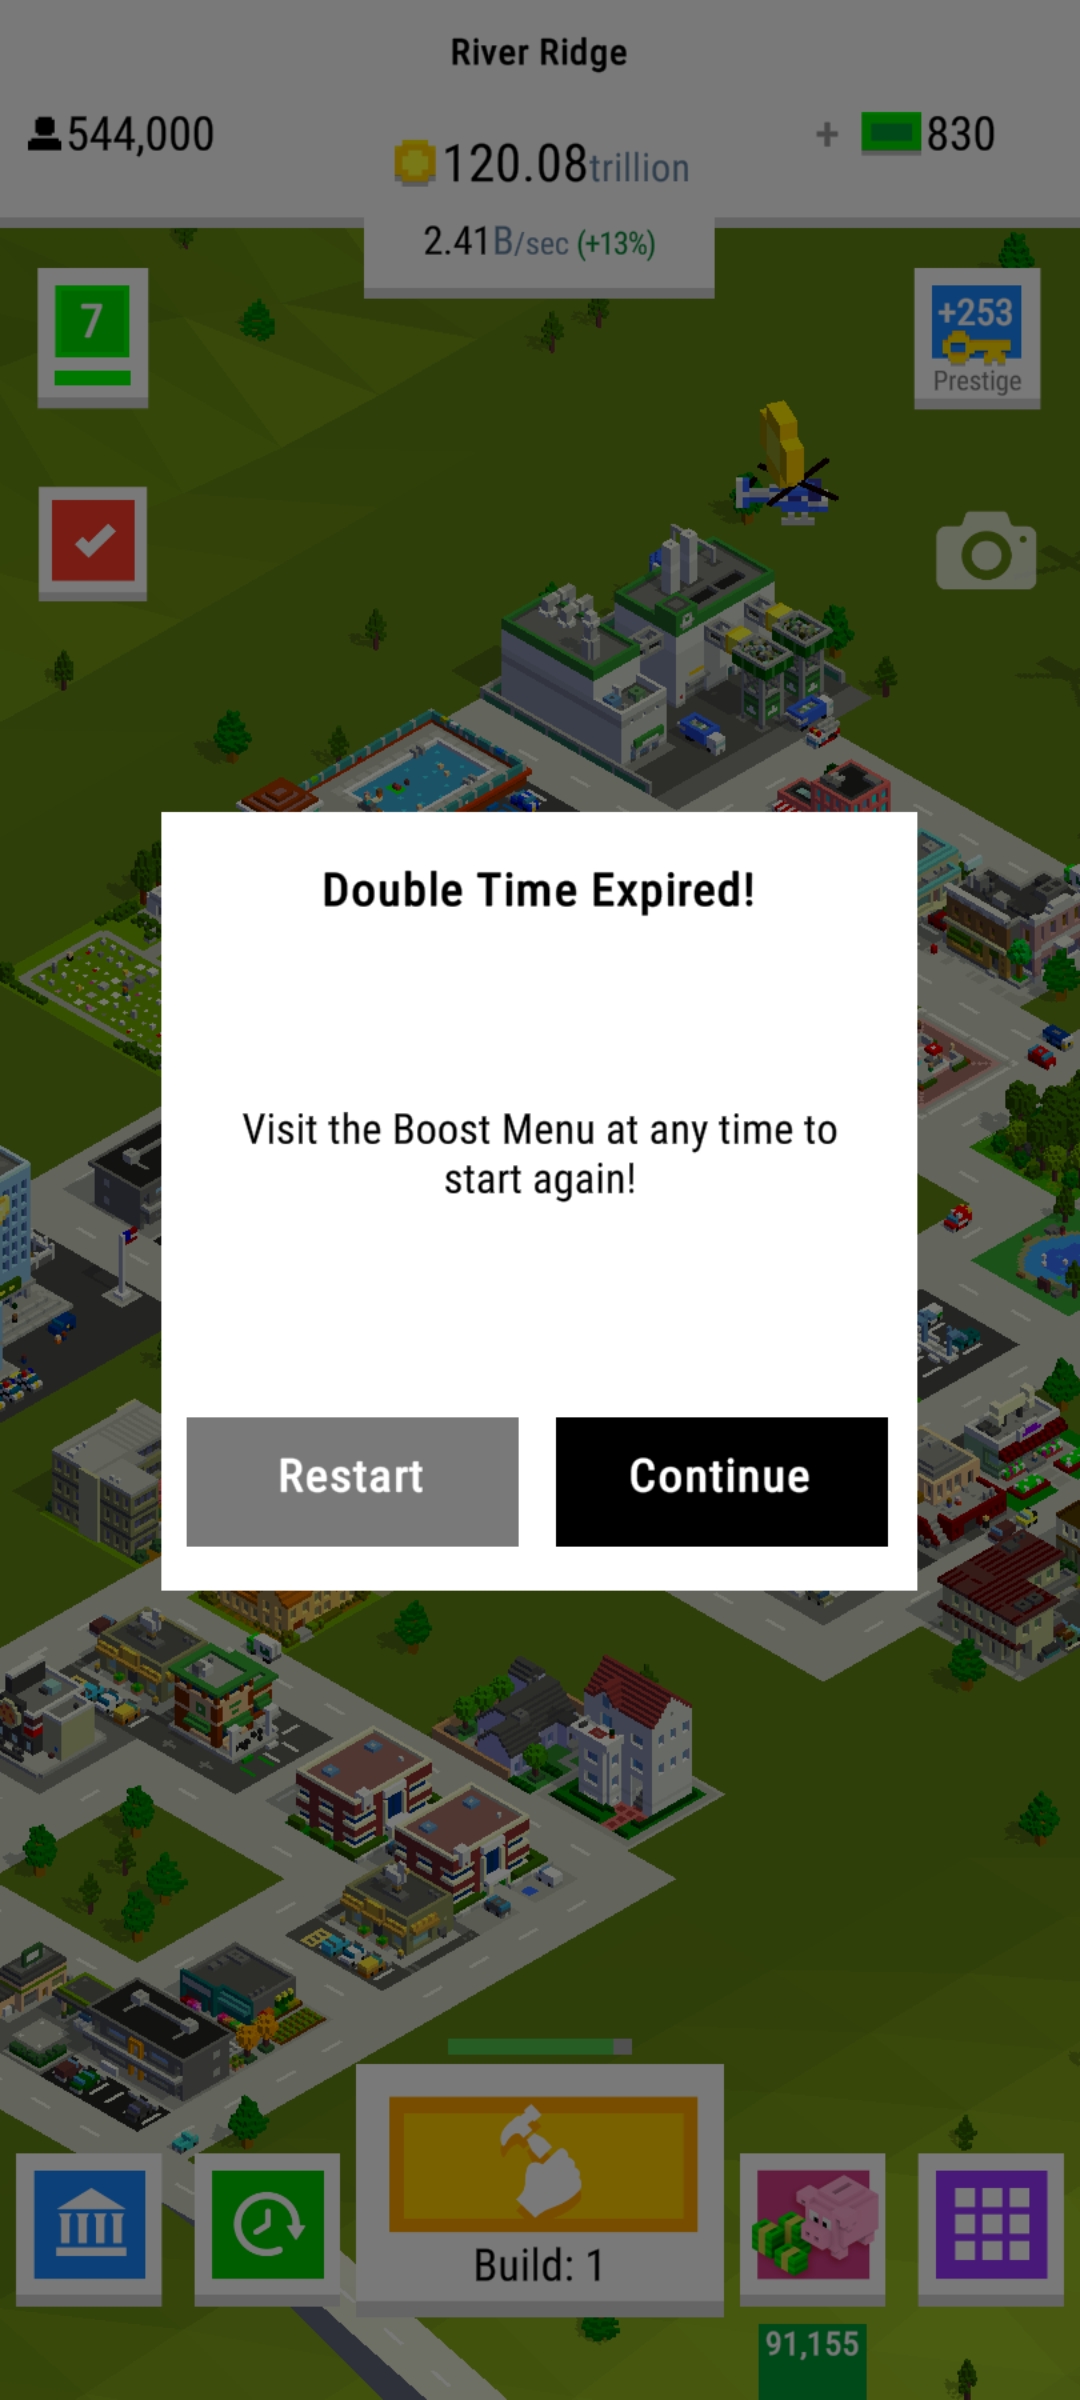 River Ridge
544,000
120.08trillion
+ 830
2.41B/sec (+13%)
7
+253
Prestige
Double Time Expired!
Visit the Boost Menu at any time to
start again!
Restart
Continue
Build: 1
91,155